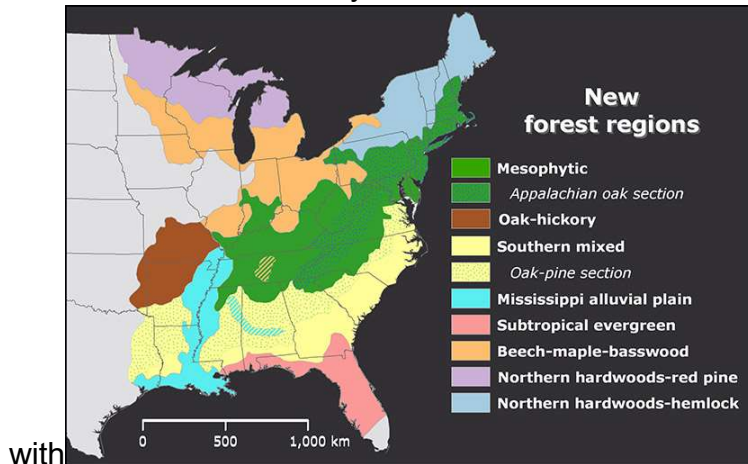 New
forest regions
Mesophytic
Appalachian oak section
Oak-hickory
Southern mixed
Oak-pine section
Mississippi alluvial plain
Subtropical evergreen
Beech-maple-basswood
Northern hardwoods-red pine
Northern hardwoods-hemlock
0 500 1,000 km
with